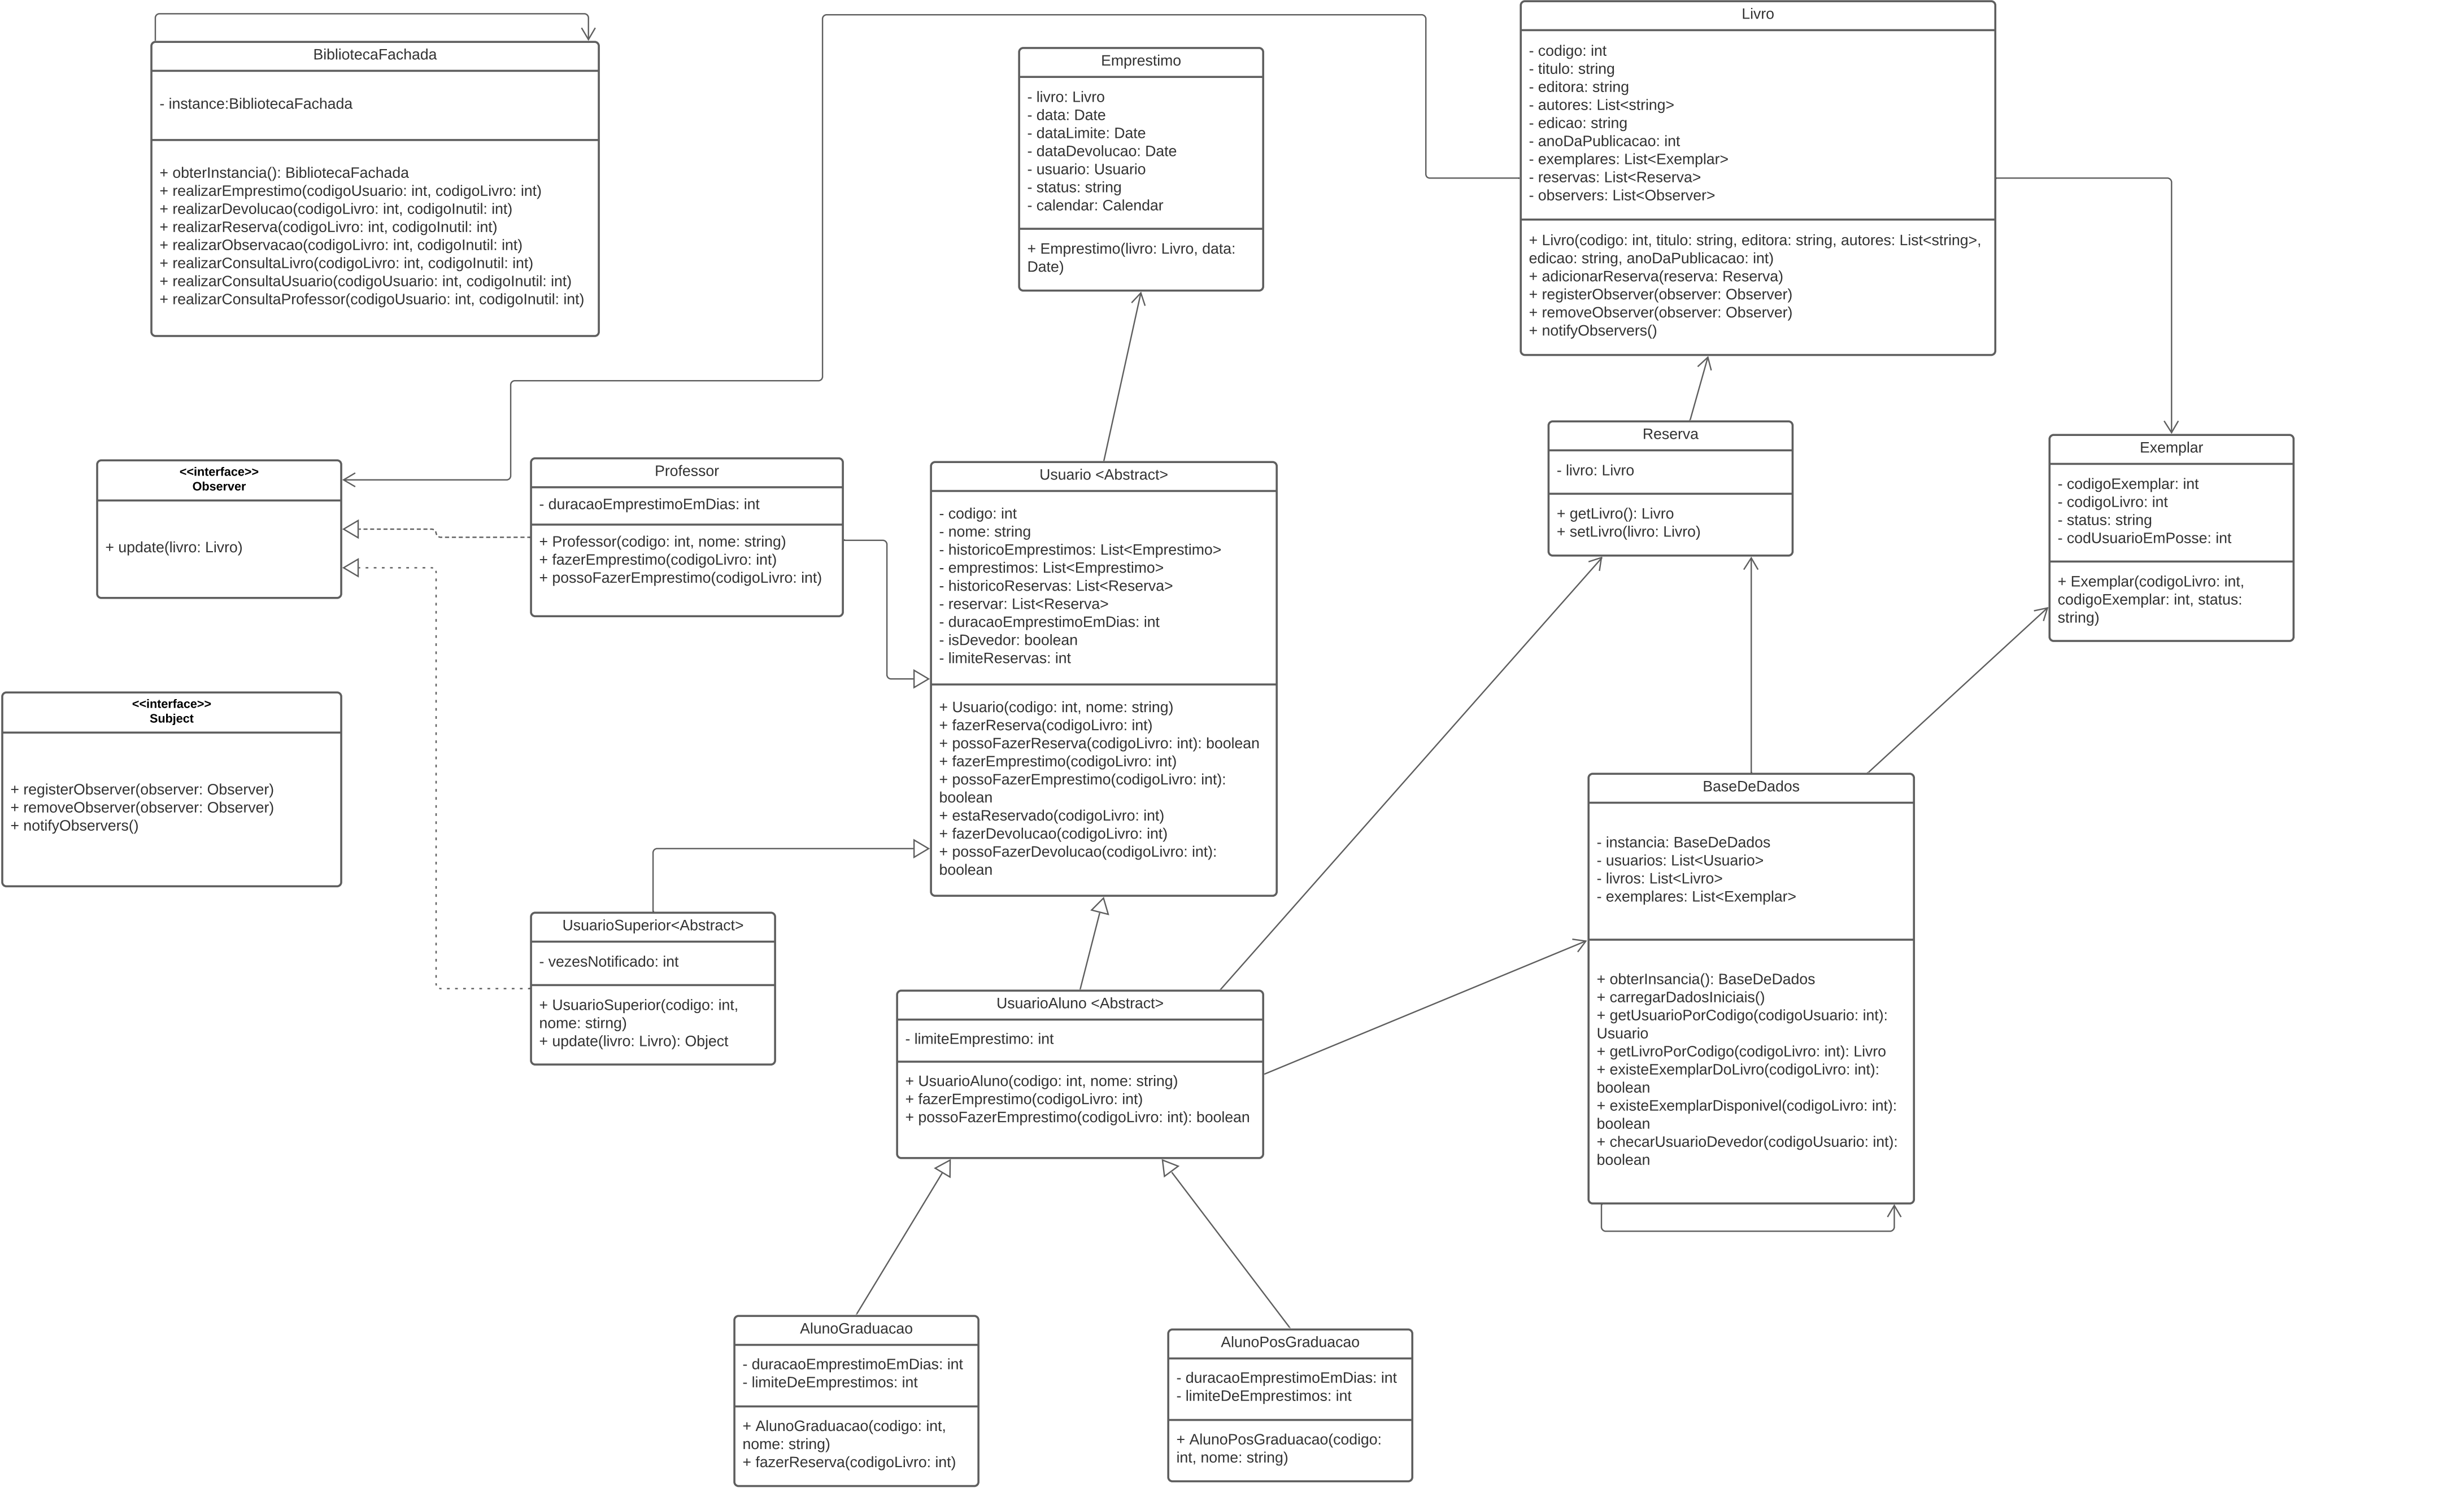 BibliotecaFachada
- instance:BibliotecaFachada
+ obterInstancia(): BibliotecaFachada
+ realizarEmprestimo(codigoUsuario: int, codigoLivro: int)
+ realizarDevolucao(codigoLivro: int, codigoInutil: int)
+ realizarReserva(codigoLivro: int, codigoInutil: int)
+ realizarObservacao(codigoLivro: int, codigoInutil: int)
+ realizarConsultaLivro(codigoLivro: int, codigoInutil: int)
+ realizarConsultaUsuario(codigoUsuario: int, codigoInutil: int)
+ realizarConsultaProfessor(codigoUsuario: int, codigoInutil: int)
Emprestimo
- livro: Livro
- data: Date
- dataLimite: Date
- dataDevolucao: Date
- usuario: Usuario
- status: string
- calendar: Calendar
+ Emprestimo(livro: Livro, data:
Date)
Livro
- codigo: int
- titulo: string
- editora: string
- autores: List<string>
- edicao: string
- anoDaPublicacao: int
- exemplares: List<Exemplar>
- reservas: List<Reserva>
- observers: List<Observer>
+ Livro(codigo: int, titulo: string, editora: string, autores: List<string>,
edicao: string, anoDaPublicacao: int)
+ adicionarReserva(reserva: Reserva)
+ registerObserver(observer: Observer)
+ removeObserver(observer: Observer)
+ notifyObservers()
<<interface>>
Observer
+ update(livro: Livro)
Professor
- duracaoEmprestimoEmDias: int
+ Professor(codigo: int, nome: string)
+ fazerEmprestimo(codigoLivro: int)
+ possoFazerEmprestimo(codigoLivro: int)
Usuario <Abstract>
- codigo: int
- nome: string
- historicoEmprestimos: List<Emprestimo>
- emprestimos: List<Emprestimo>
- historicoReservas: List<Reserva>
- reservar: List<Reserva>
- duracaoEmprestimoEmDias: int
- isDevedor: boolean
- limiteReservas: int
+ Usuario(codigo: int, nome: string)
+ fazerReserva(codigoLivro: int)
+ possoFazerReserva(codigoLivro: int): boolean
+ fazerEmprestimo(codigoLivro: int)
+ possoFazerEmprestimo(codigoLivro: int):
boolean
+ estaReservado(codigoLivro: int)
+ fazerDevolucao(codigoLivro: int)
+ possoFazerDevolucao(codigoLivro: int):
boolean
Reserva
- livro: Livro
+ getLivro(): Livro
+ setLivro(livro: Livro)
Exemplar
- codigoExemplar: int
- codigoLivro: int
- status: string
- codUsuarioEmPosse: int
+ Exemplar(codigoLivro: int,
codigoExemplar: int, status:
string)
<<interface>>
Subject
+ registerObserver(observer: Observer)
+ removeObserver(observer: Observer)
+ notifyObservers()
UsuarioSuperior<Abstract>
- vezesNotificado: int
+ UsuarioSuperior(codigo: int,
nome: stirng)
+ update(livro: Livro): Object
UsuarioAluno <Abstract>
- limiteEmprestimo: int
+ UsuarioAluno(codigo: int, nome: string)
+ fazerEmprestimo(codigoLivro: int)
+ possoFazerEmprestimo(codigoLivro: int): boolean
BaseDeDados
- instancia: BaseDeDados
- usuarios: List<Usuario>
- livros: List<Livro>
- exemplares: List<Exemplar>
+ obterInsancia(): BaseDeDados
+ carregarDadosIniciais()
+ getUsuarioPorCodigo(codigoUsuario: int):
Usuario
+ getLivroPorCodigo(codigoLivro: int): Livro
+ existeExemplarDoLivro(codigoLivro: int):
boolean
+ existeExemplarDisponivel(codigoLivro: int):
boolean
+ checarUsuarioDevedor(codigoUsuario: int):
boolean
AlunoGraduacao
- duracaoEmprestimoEmDias: int
- limiteDeEmprestimos: int
+ AlunoGraduacao(codigo: int,
nome: string)
+ fazerReserva(codigoLivro: int)
AlunoPosGraduacao
- duracaoEmprestimoEmDias: int
- limiteDeEmprestimos: int
+ AlunoPosGraduacao(codigo:
int, nome: string)